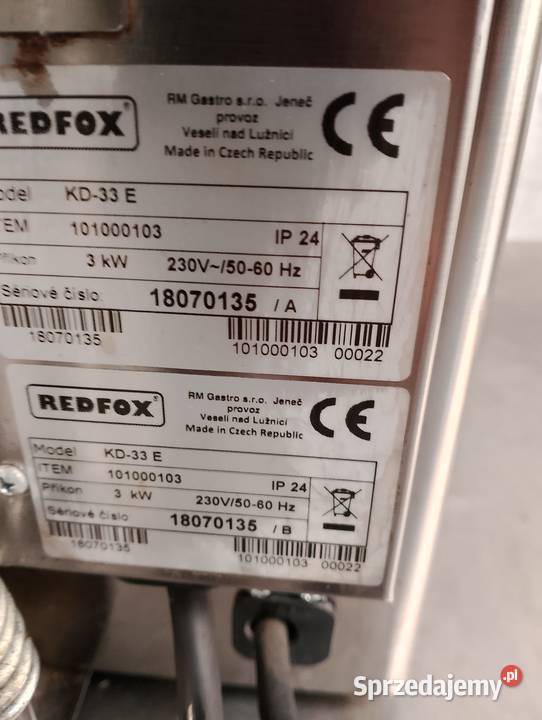 REDFOX®
RM Gastro s.r.o. Jeneč
provoz
Veselí nad Lužnicí
Made in Czech Republic
CE
KD-33 E
101000103
IP 24
3 kW
230V~/50-60 Hz
Sériové číslo:
18070135 / A
18070135
101000103 00022
REDFOX®
RM Gastro s.r.o. Jeneč
provoz
Veselí nad Lužnicí
Made in Czech Republic
CE
Model KD-33 E
ITEM 101000103
IP 24
Příkon 3 kW
230V/50-60 Hz
Sériové číslo
18070135 / B
18070135
101000103 00022
Sprzedajemy.pl